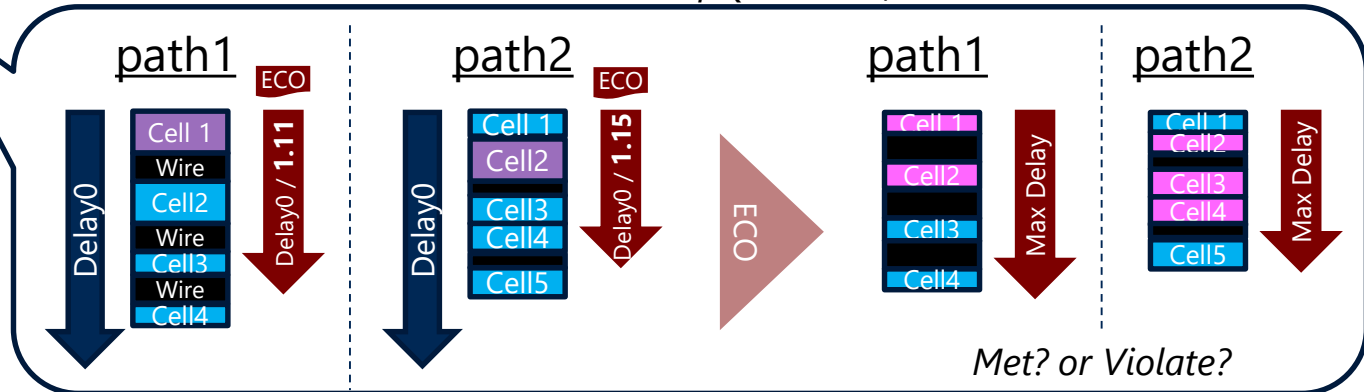 path1
ECO
Delay0
Cell 1
Wire
Cell2
Wire
Cell3
Wire
Cell4
Delay0 / 1.11
path2
ECO
Delay0
Cell 1
Cell2
Cell3
Cell4
Cell5
Delay0 / 1.15
ECO
path1
Cell 1
Cell2
Cell3
Cell4
Max Delay
path2
Cell 1
Cell2
Cell3
Cell4
Cell5
Max Delay
Met? or Violate?